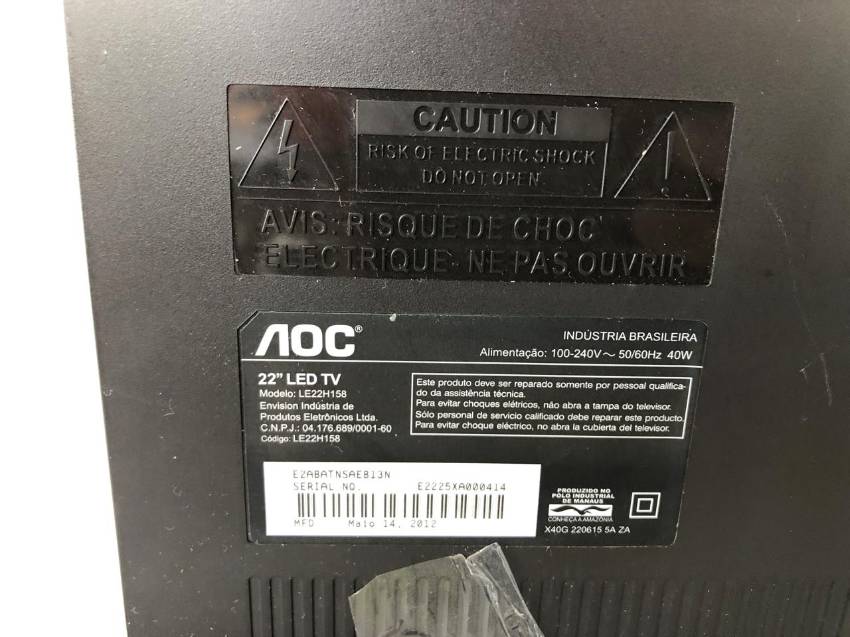 CAUTION
RISK OF ELECTRIC SHOCK
DO NOT OPEN
AVIS: RISQUE DE CHOC
ELECTRIQUE· NE PAS OUVRIR
AOC®
INDÚSTRIA BRASILEIRA
Alimentação: 100-240V～ 50/60Hz 40W
22" LED TV
Modelo: LE22H158
Envision Indústria de
Produtos Eletrônicos Ltda.
C.N.P.J.: 04.176.689/0001-60
Código: LE22H158
Este produto deve ser reparado somente por pessoal qualifica-
do da assistência técnica.
Para evitar choques elétricos, não abra a tampa do televisor.
Sólo personal de servicio calificado debe reparar este producto.
Para evitar choque eléctrico, no abra la cubierta del televisor.
E2ABATNSAEB13N
SERIAL NO. E2225XA000414
MFD Maio 14, 2012
PRODUZIDO NO
PÓLO INDUSTRIAL
DE MANAUS
CONHEÇA A AMAZÔNIA
X40G 220615 5A ZA